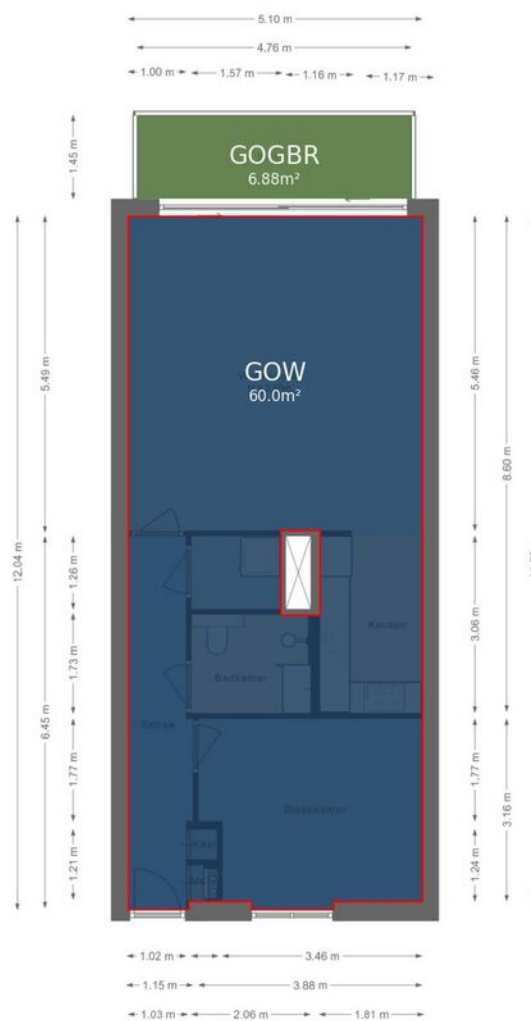 5.10 m
4.76 m
1.00 m
1.57 m
1.16 m
1.17 m
1.45 m
GOGBR
6.88m²
GOW
60.0m²
5.49 m
5.46 m
8.60 m
12.04 m
1.26 m
3.06 m
Keuken
1.73 m
Badkamer
6.45 m
Entree
1.77 m
1.77 m
3.16 m
Slaapkamer
1.21 m
1.24 m
1.02 m
3.46 m
1.15 m
3.88 m
1.03 m
2.06 m
1.81 m